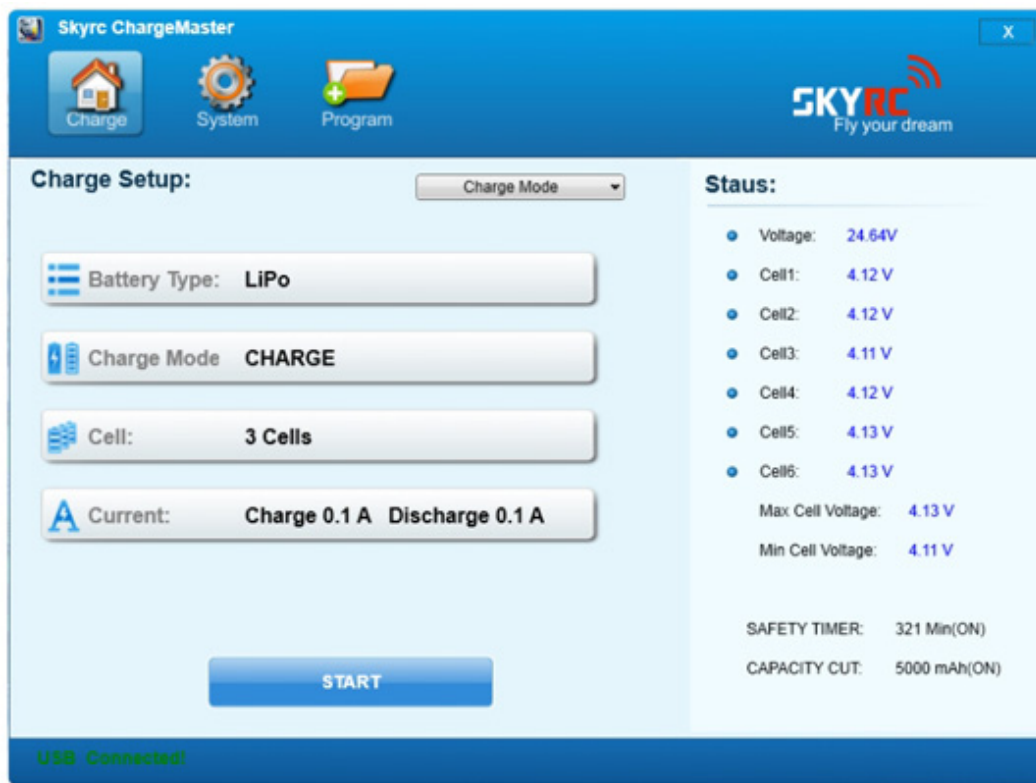 Skyrc ChargeMaster
X
Charge
System
Program
SKYRC
Fly your dream
Charge Setup:
Charge Mode
Battery Type: LiPo
Charge Mode CHARGE
Cell: 3 Cells
Current: Charge 0.1 A Discharge 0.1 A
START
Staus:
Voltage: 24.64V
Cell1: 4.12 V
Cell2: 4.12 V
Cell3: 4.11 V
Cell4: 4.12 V
Cell5: 4.13 V
Cell6: 4.13 V
Max Cell Voltage: 4.13 V
Min Cell Voltage: 4.11 V
SAFETY TIMER: 321 Min(ON)
CAPACITY CUT: 5000 mAh(ON)
USB Connected!